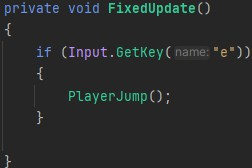 private void FixedUpdate()
{
if (Input.GetKey( name: "e"))
{
PlayerJump();
}
}